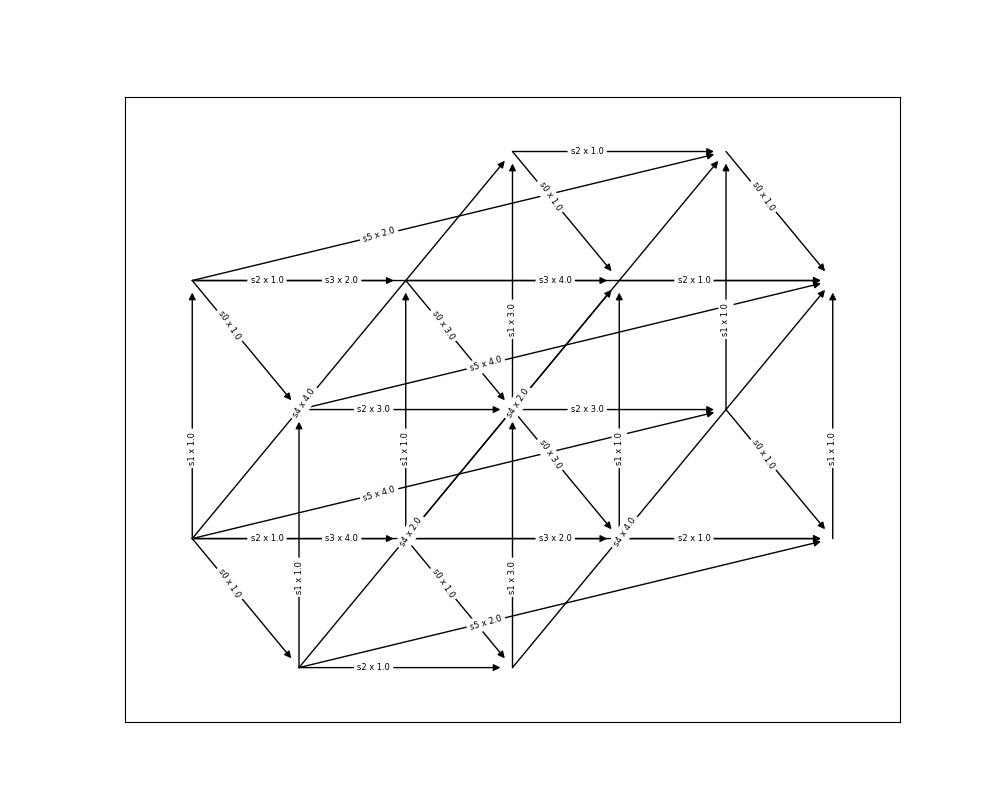 s2 x 1.0
s0 x 1.0
s0 x 1.0
s5 x 2.0
s2 x 1.0
s3 x 2.0
s3 x 4.0
s2 x 1.0
s0 x 1.0
s0 x 3.0
s1 x 3.0
s1 x 1.0
s5 x 4.0
s4 x 4.0
s2 x 3.0
s4 x 2.0
s2 x 3.0
s1 x 1.0
s1 x 1.0
s0 x 3.0
s1 x 1.0
s0 x 1.0
s1 x 1.0
s5 x 4.0
s2 x 1.0
s3 x 4.0
s4 x 2.0
s3 x 2.0
s4 x 4.0
s2 x 1.0
s0 x 1.0
s1 x 1.0
s0 x 1.0
s1 x 3.0
s5 x 2.0
s2 x 1.0